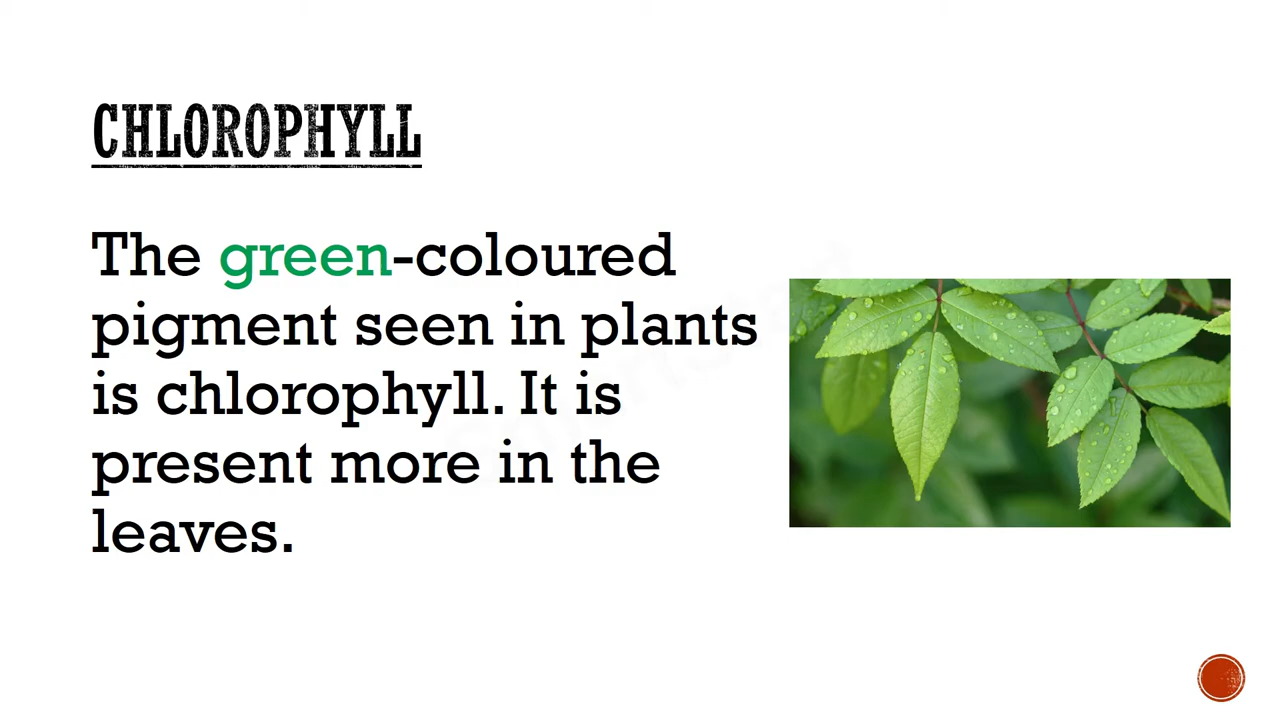 CHLOROPHYLL
The green-coloured
pigment seen in plants
is chlorophyll. It is
present more in the
leaves.